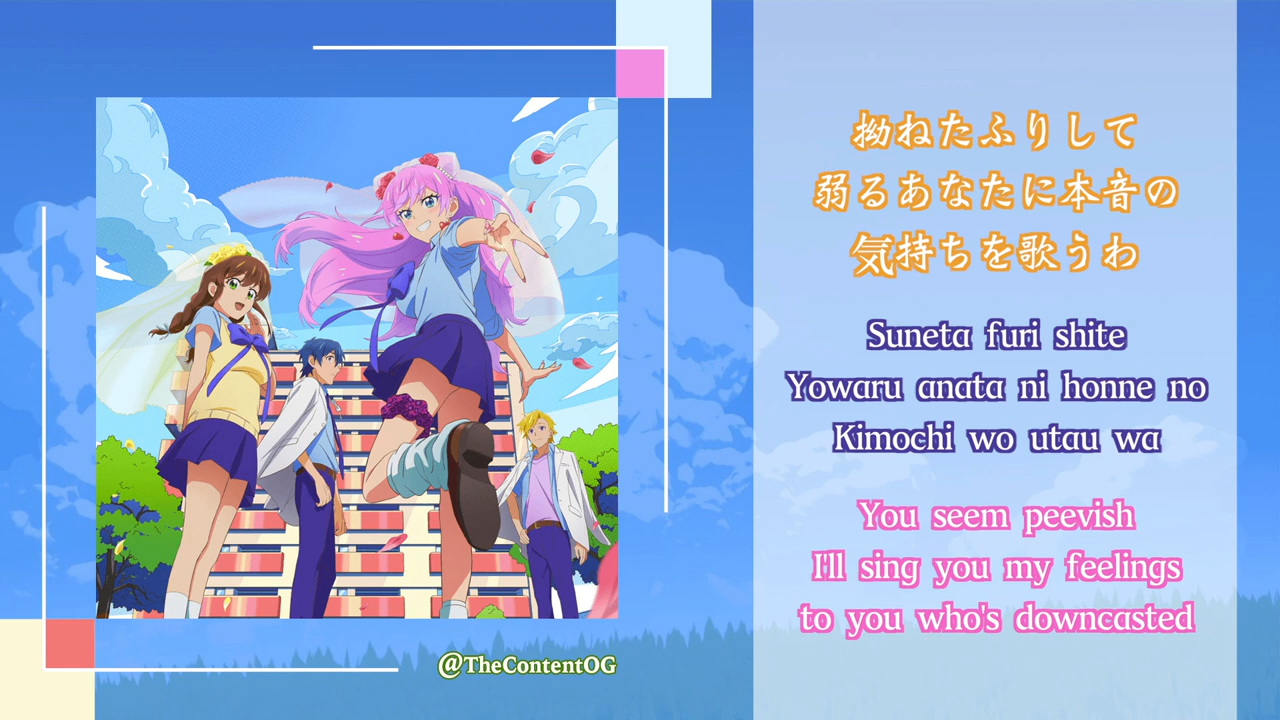 拗ねたふりして
弱るあなたに本音の
気持ちを歌うわ
Suneta furi shite
Yowaru anata ni honne no
Kimochi wo utau wa
You seem peevish
I'll sing you my feelings
to you who's downcasted
@TheContentOG